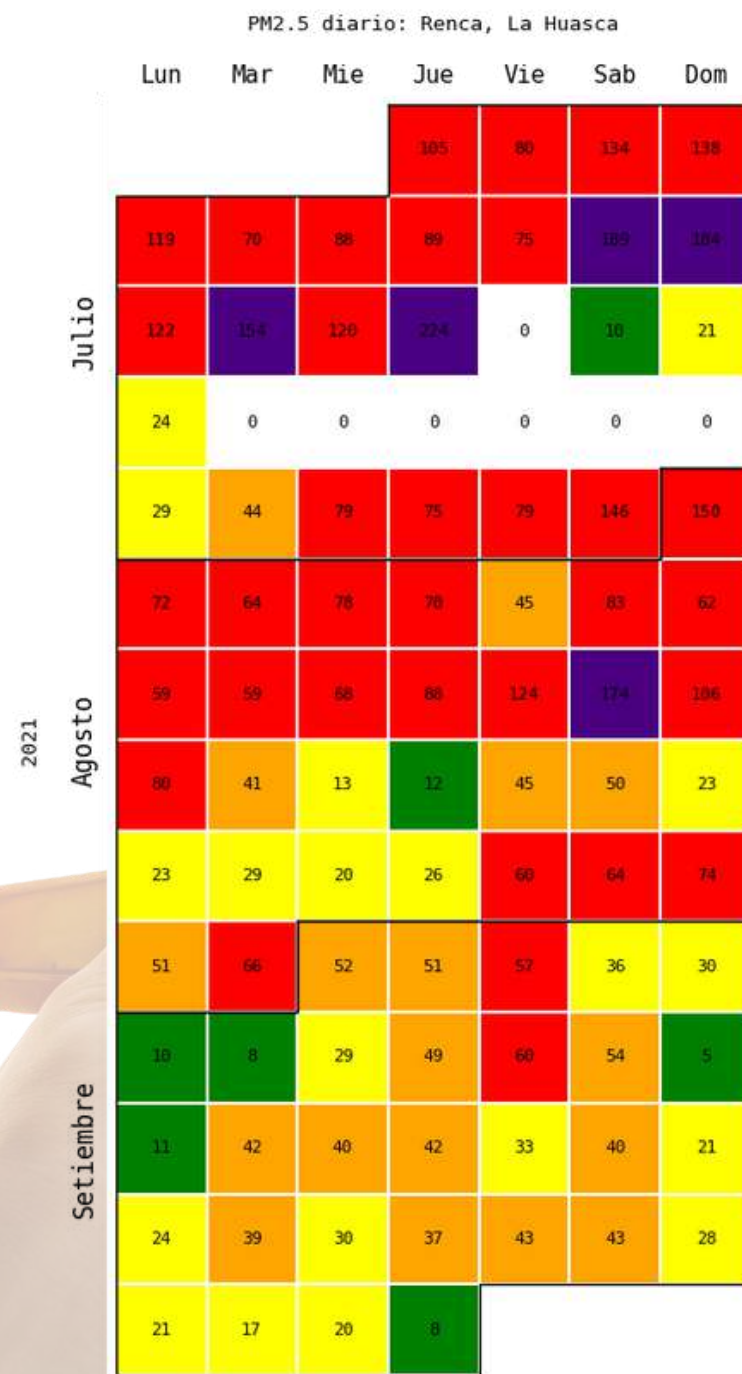 PM2.5 diario: Renca, La Huasca
Lun Mar Mie Jue Vie Sab Dom
105 80 134 138
119 70 88 89 75 189 184
Julio
122 154 120 224 0 10 21
24 0 0 0 0 0 0
29 44 79 75 79 146 150
72 64 78 70 45 83 62
59 59 68 88 124 174 106
2021
Agosto
80 41 13 12 45 50 23
23 29 20 26 60 64 74
51 66 52 51 57 36 30
10 8 29 49 60 54 5
Setiembre
11 42 40 42 33 40 21
24 39 30 37 43 43 28
21 17 20 8